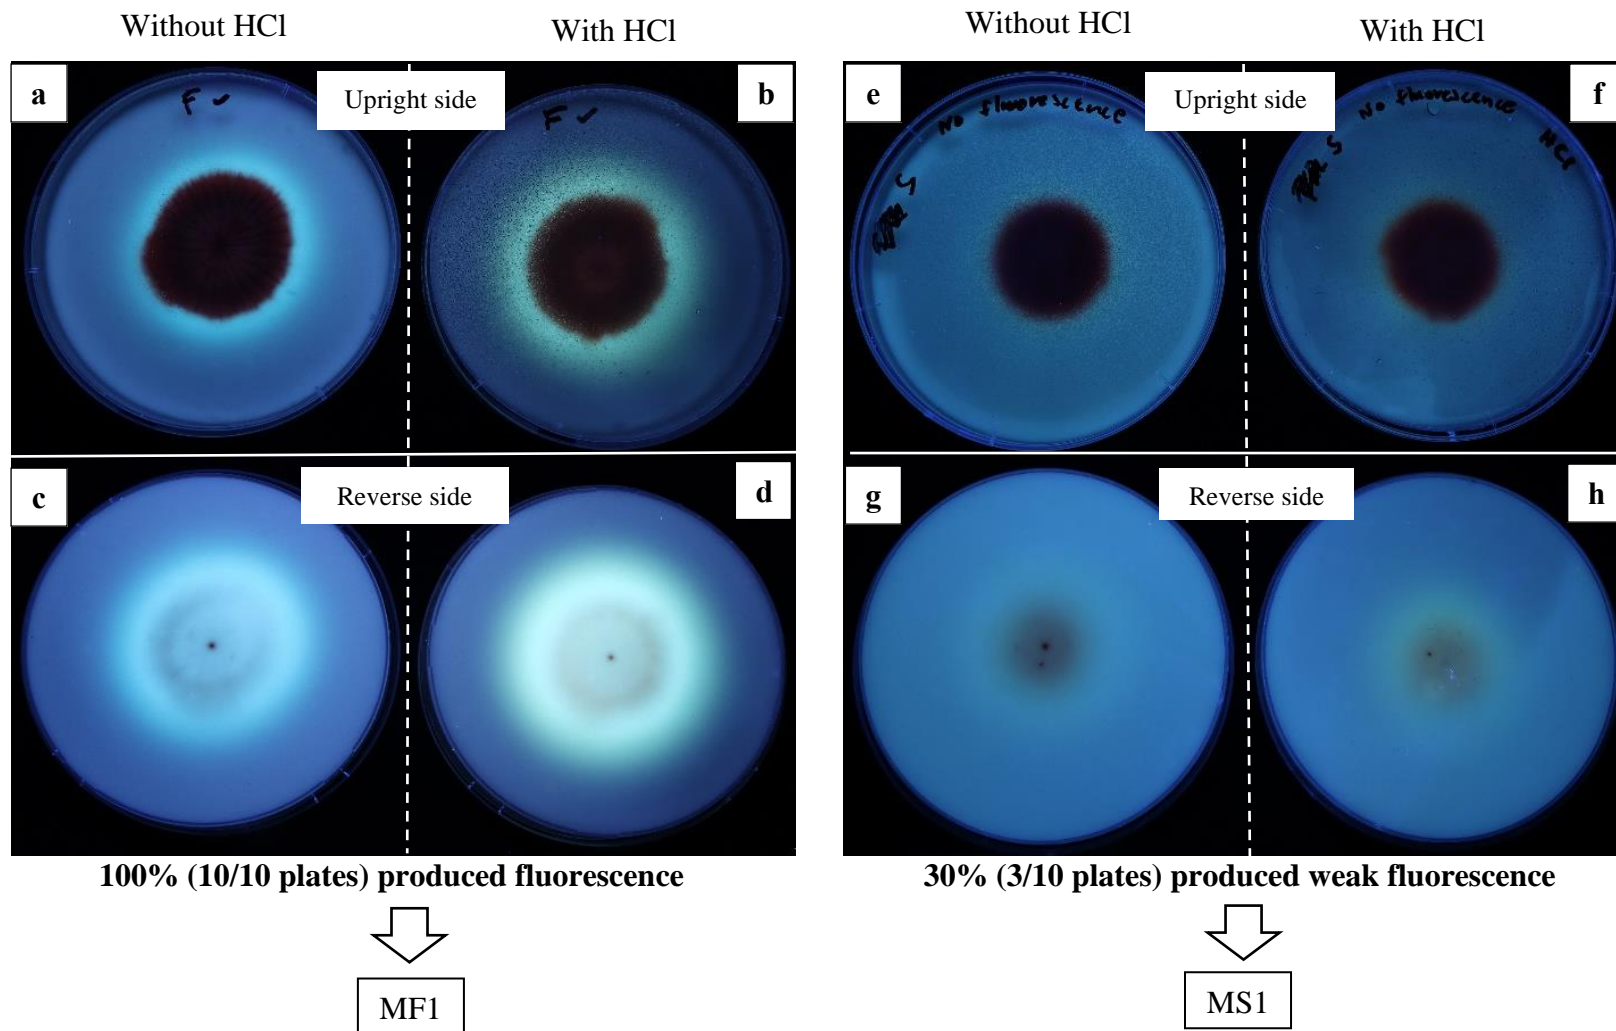 Without HCl
With HCl
Without HCl
With HCl
a
Upright side
b
e
Upright side
f
F ✓
F ✓
No fluorescence
S
No fluorescence
S
HCl
c
Reverse side
d
g
Reverse side
h
100% (10/10 plates) produced fluorescence
30% (3/10 plates) produced weak fluorescence
MF1
MS1